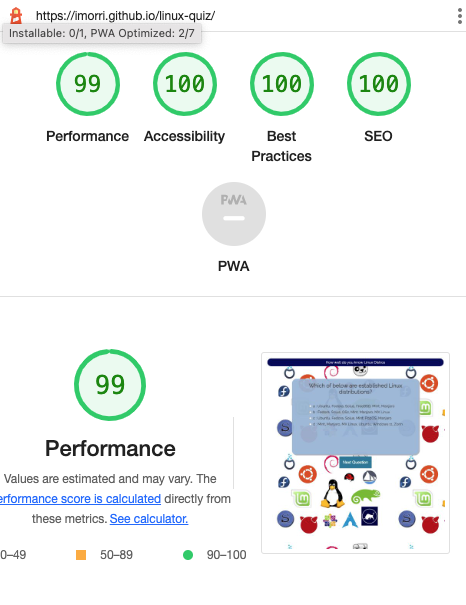 https://imorri.github.io/linux-quiz/
Installable: 0/1, PWA Optimized: 2/7
99 100 100 100
Performance Accessibility Best Practices SEO
PWA
PWA
99
Performance
Values are estimated and may vary. The
erformance score is calculated directly from
these metrics. See calculator.
0–49 50–89 90–100
How well do you know Linux Distros
Which of below are established Linux
distributions?
Next Question